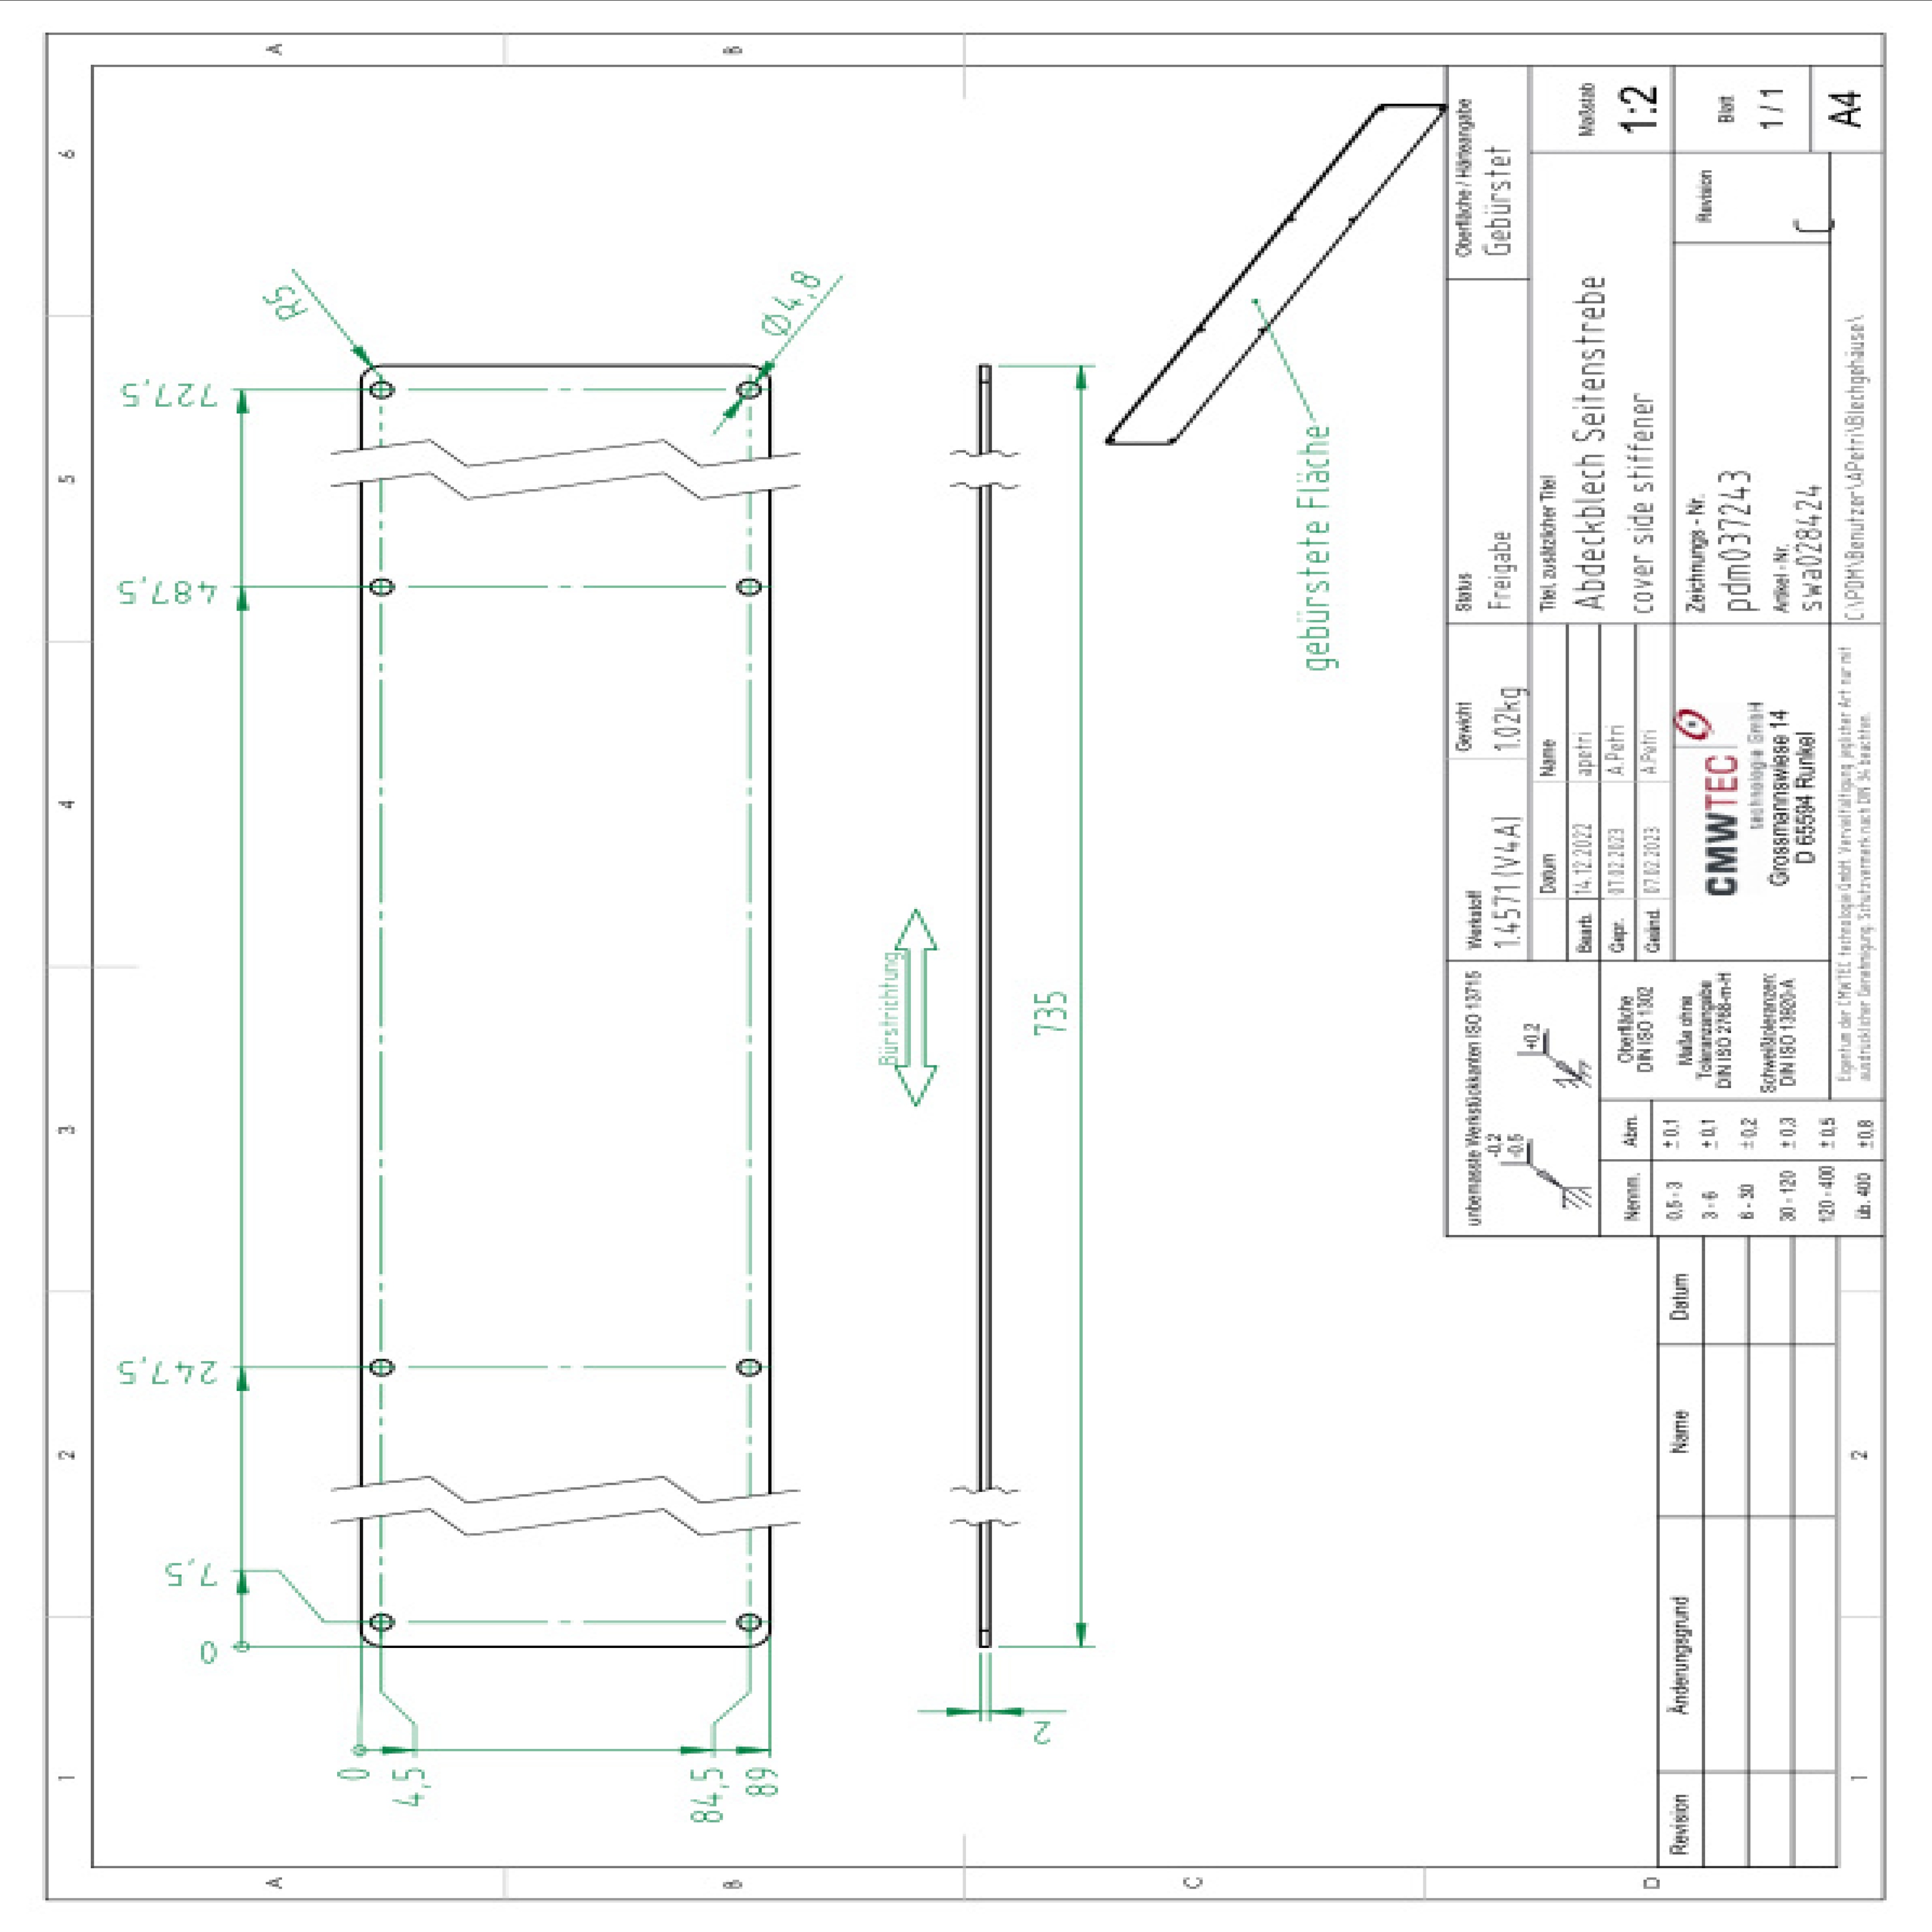 1
2
3
4
5
6
A
B
A
B
C
D
1
2
0
7,5
247,5
487,5
727,5
R5
Ø4,8
0
4,5
84,5
89
Bürstrichtung
2
735
gebürstete Fläche
unbemasste Werkstückkanten ISO 13715
-0.2
-0.5
+0.2
Werkstoff
1.4571 (V4A)
Gewicht
1.02kg
Status
Freigabe
Oberfläche / Härteangabe
Gebürstet
Datum
Name
Bearb.
14.12.2022
apetri
Gepr.
07.02.2023
A.Petri
Geänd.
07.02.2023
A.Petri
Titel, zusätzlicher Titel
Abdeckblech Seitenstrebe
cover side stiffener
Maßstab
1:2
Zeichnungs - Nr.
pdm037243
Artikel - Nr.
swa028424
Revision
Blatt
1 / 1
A4
C:\PDM\Benutzer\APetri\Blechgehäuse\
CMWTEC
technologie GmbH
Grossmannswiese 14
D 65594 Runkel
Oberfläche
DIN ISO 1302
Maße ohne
Toleranzangabe
DIN ISO 2768-m-H
Schweißtoleranzen:
DIN ISO 13920-A
Eigentum der CMWTEC technologie GmbH. Vervielfältigung jeglicher Art nur mit
ausdrücklicher Genehmigung. Schutzvermerk nach DIN 34 beachten.
Nennm.
Abm.
0.5 - 3
± 0,1
3 - 6
± 0,1
6 - 30
± 0,2
30 - 120
± 0,3
120 - 400
± 0,5
üb. 400
± 0,8
Revision
Änderungsgrund
Name
Datum